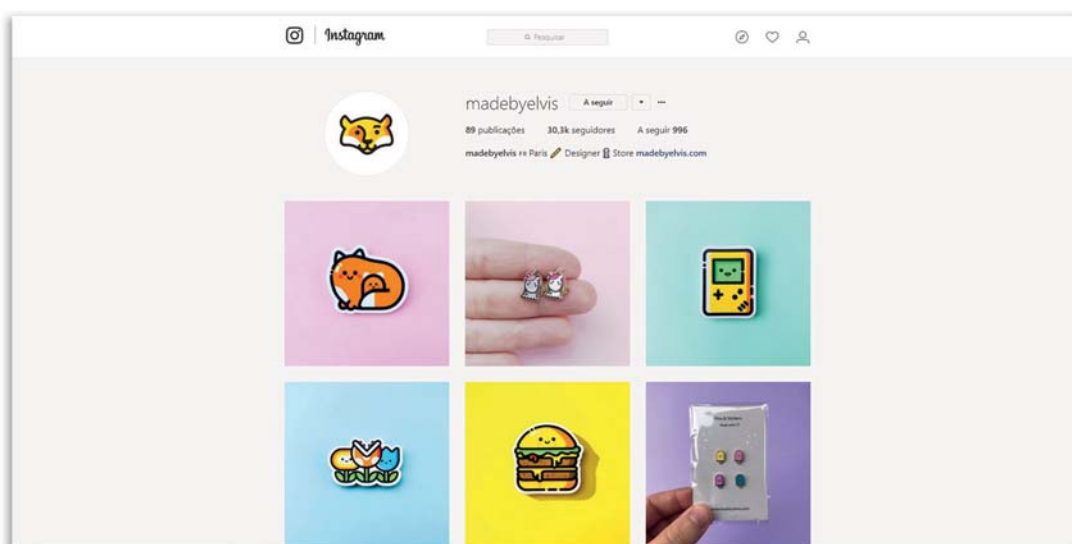 Instagram
Pesquisar
madebyelvis A seguir
89 publicações 30,3k seguidores A seguir 996
madebyelvis Paris Designer Store madebyelvis.com